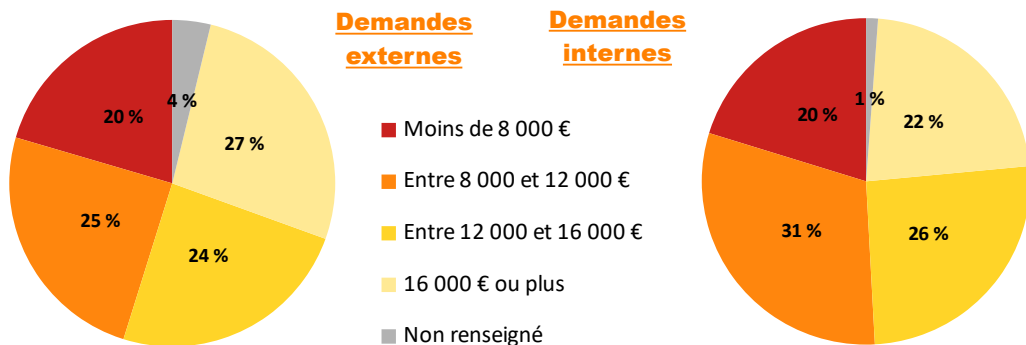 Demandes
externes
Demandes
internes
4 %
27 %
24 %
25 %
20 %
Moins de 8 000 €
Entre 8 000 et 12 000 €
Entre 12 000 et 16 000 €
16 000 € ou plus
Non renseigné
1 %
22 %
26 %
31 %
20 %